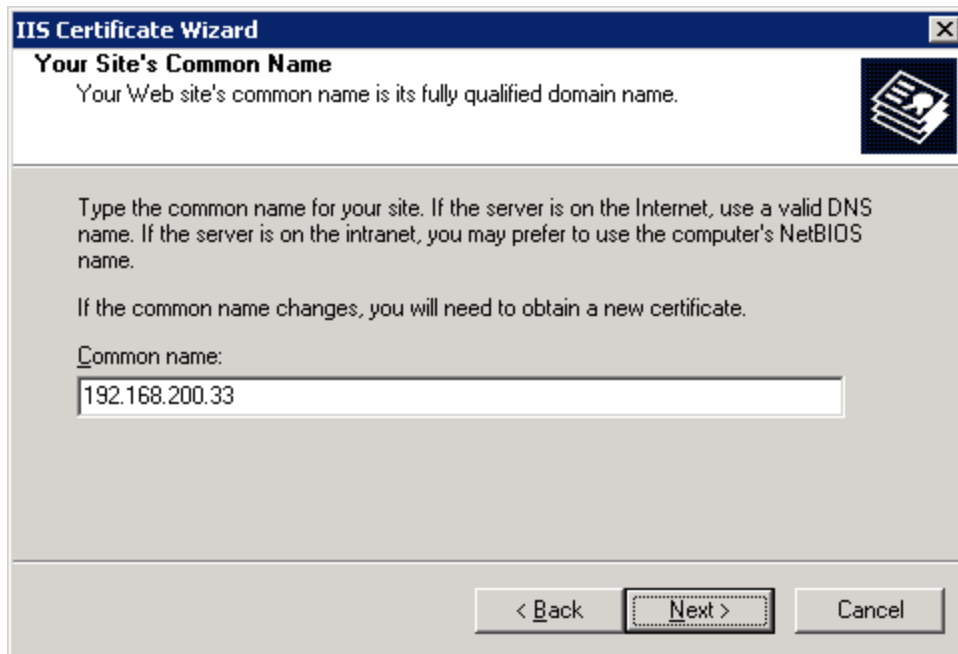 IIS Certificate Wizard
Your Site's Common Name
Your Web site's common name is its fully qualified domain name.
Type the common name for your site. If the server is on the Internet, use a valid DNS
name. If the server is on the intranet, you may prefer to use the computer's NetBIOS
name.
If the common name changes, you will need to obtain a new certificate.
Common name:
192.168.200.33
< Back
Next >
Cancel